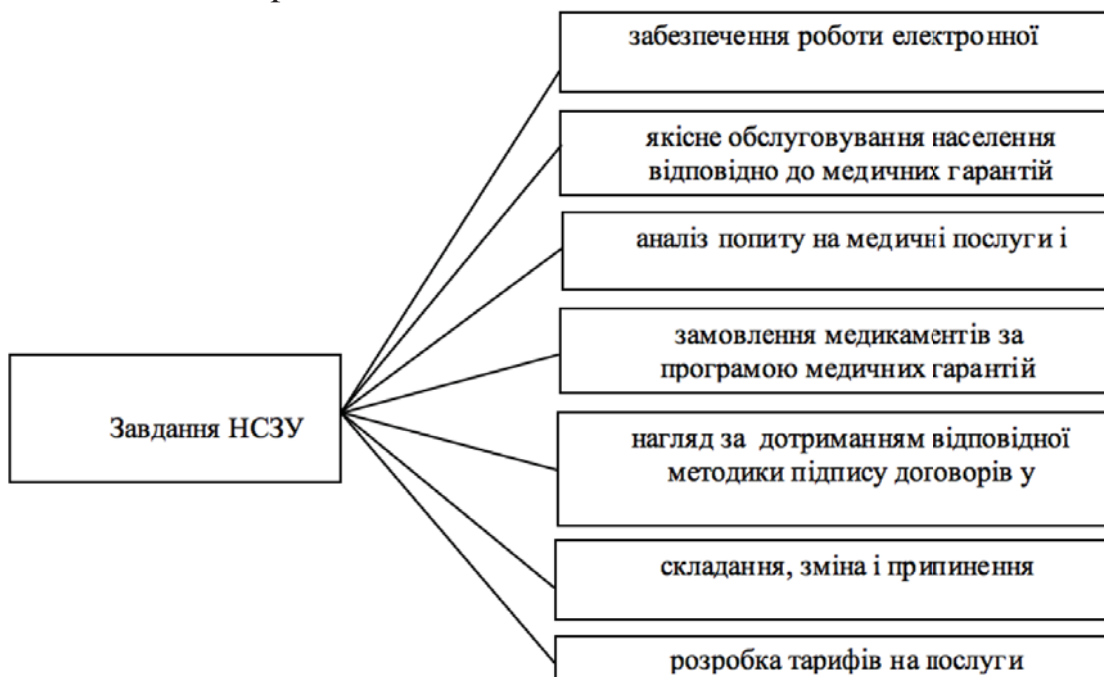 забезпечення роботи електронної
якісне обслуговування населення
відповідно до медичних гарантій
аналіз попиту на медичні послуги і
замовлення медикаментів за
програмою медичних гарантій
Завдання НСЗУ
нагляд за дотриманням відповідної
методики підпису договорів у
складання, зміна і припинення
розробка тарифів на послуги